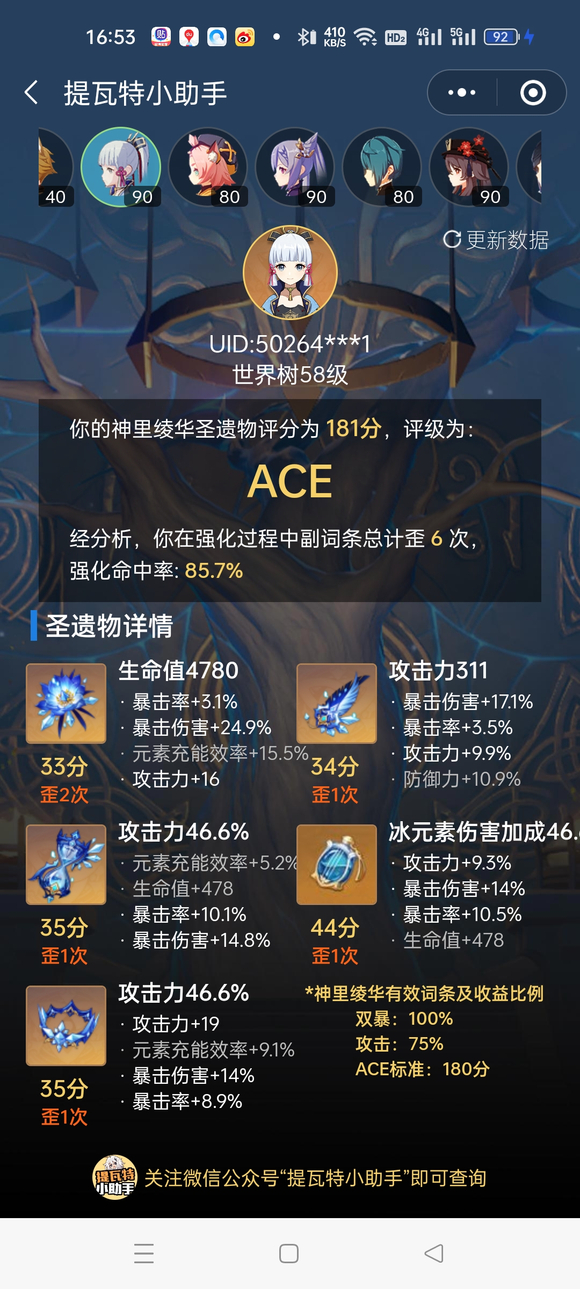 16:53
410 KB/S
HD2
4G
5G
92
提瓦特小助手
40
90
80
90
80
90
更新数据
UID:50264***1
世界树58级
你的神里绫华圣遗物评分为 181分，评级为：
ACE
经分析，你在强化过程中副词条总计歪 6 次，
强化命中率: 85.7%
圣遗物详情
生命值4780
· 暴击率+3.1%
· 暴击伤害+24.9%
· 元素充能效率+15.5%
· 攻击力+16
33分
歪2次
攻击力311
· 暴击伤害+17.1%
· 暴击率+3.5%
· 攻击力+9.9%
· 防御力+10.9%
34分
歪1次
攻击力46.6%
· 元素充能效率+5.2%
· 生命值+478
· 暴击率+10.1%
· 暴击伤害+14.8%
35分
歪1次
冰元素伤害加成46.
· 攻击力+9.3%
· 暴击伤害+14%
· 暴击率+10.5%
· 生命值+478
44分
歪1次
攻击力46.6%
· 攻击力+19
· 元素充能效率+9.1%
· 暴击伤害+14%
· 暴击率+8.9%
35分
歪1次
*神里绫华有效词条及收益比例
双暴：100%
攻击：75%
ACE标准：180分
提瓦特
小助手
关注微信公众号“提瓦特小助手”即可查询